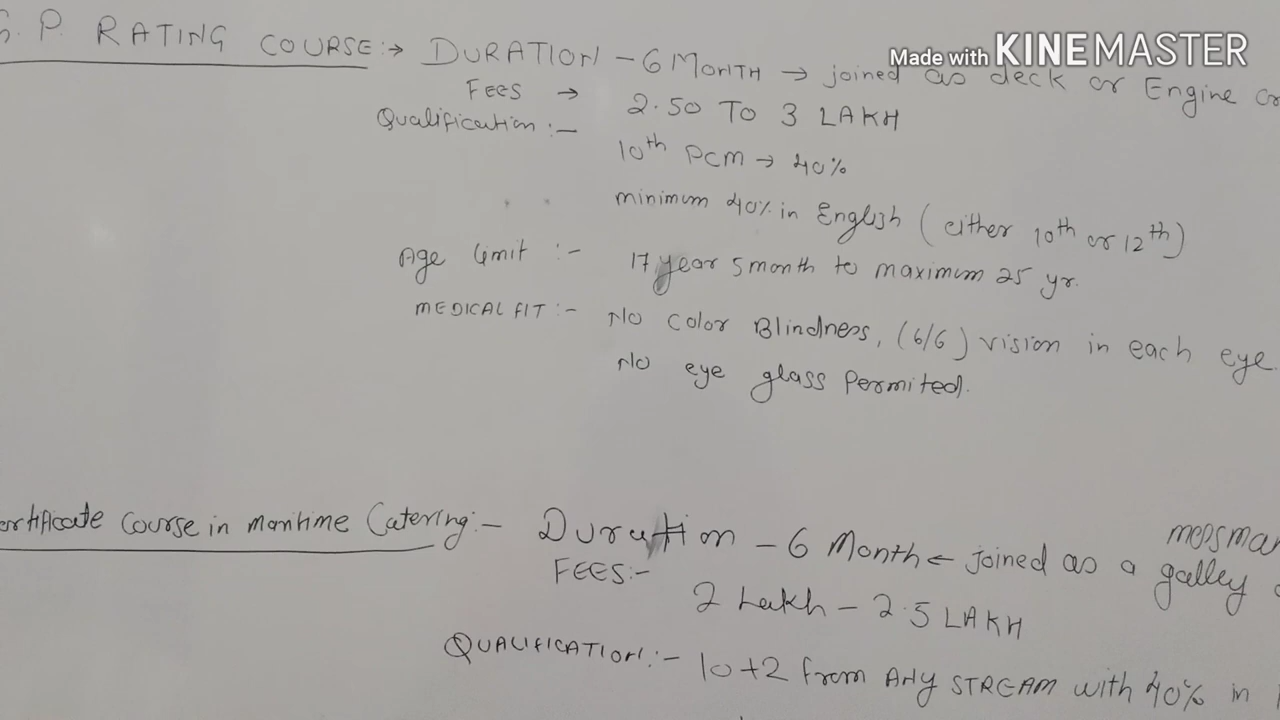 Made with KINEMASTER
G. P. RATING COURSE:→ DURATION - 6 MONTH → joined as deck or Engine
FEES → 2.50 TO 3 LAKH
Qualification :- 10th PCM → 40%
minimum 40% in English ( either 10th or 12th )
Age limit :- 17 year 5 month to maximum 25 yr.
MEDICAL FIT :- No color Blindness, (6/6) vision in each eye.
No eye glass Permited.
ertificate Course in maritime Catering :- Duration - 6 Month ← joined as a galley
FEES:- 2 Lakh - 2.5 LAKH
QUALIFICATION:- 10+2 from ANY STREAM with 40% in